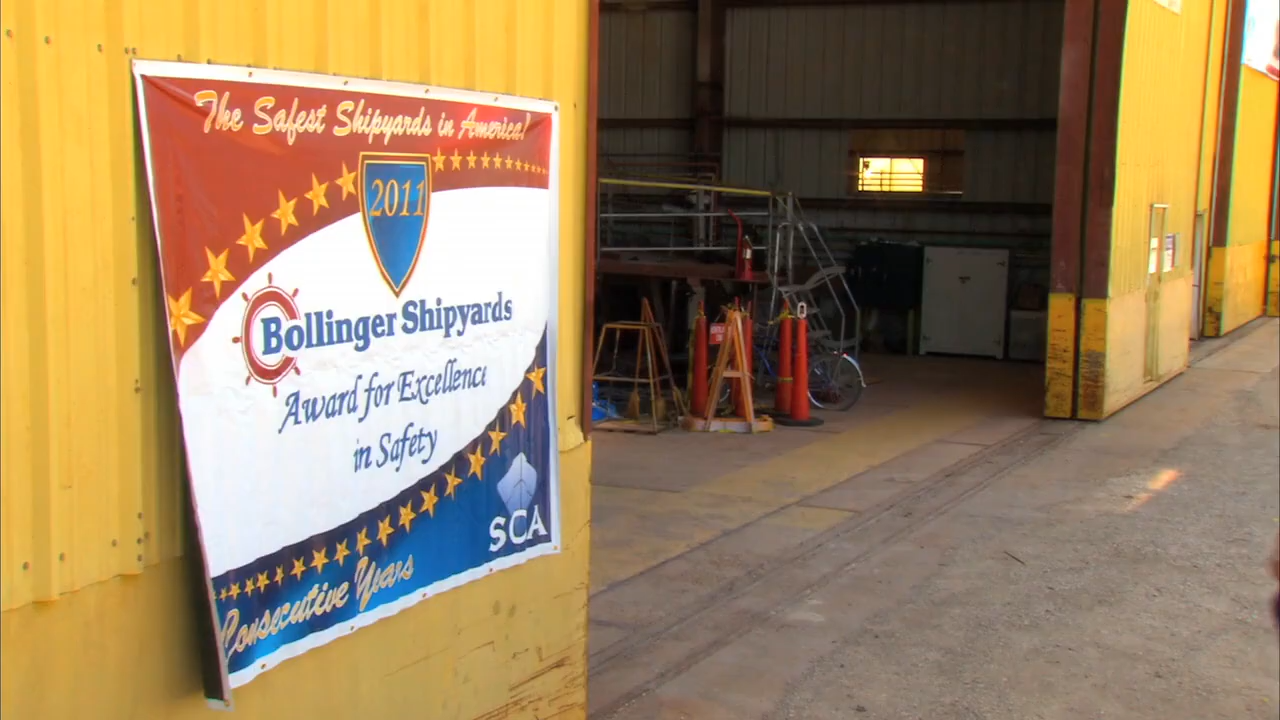 The Safest Shipyards in America!
2011
Bollinger Shipyards
Award for Excellence
in Safety
SCA
Consecutive Years